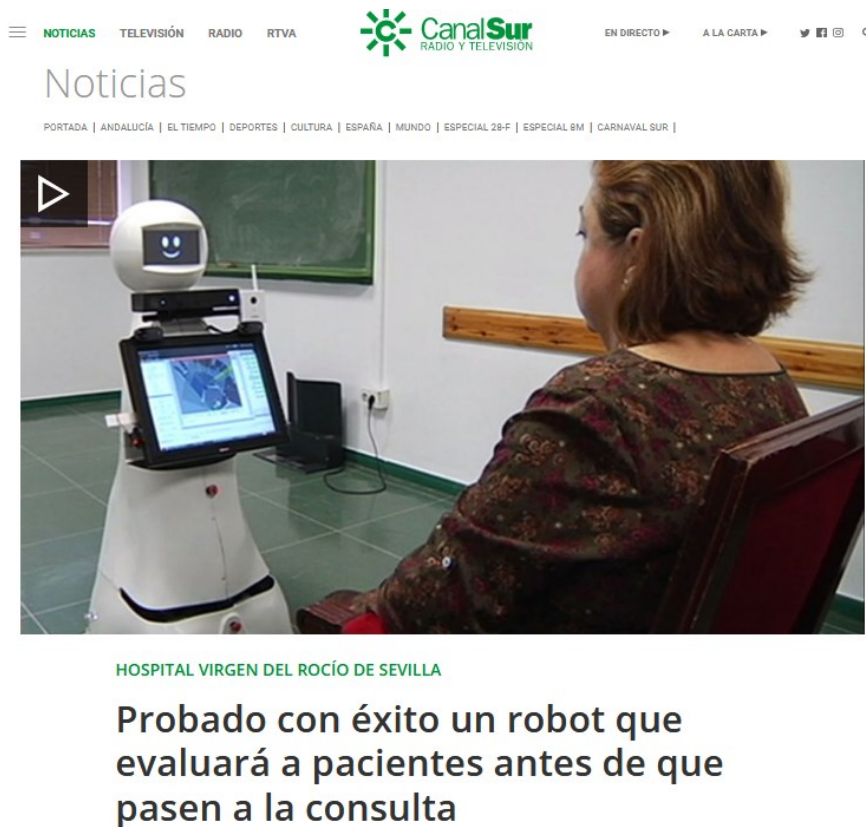 NOTICIAS TELEVISIÓN RADIO RTVA
CanalSur
RADIO Y TELEVISIÓN
EN DIRECTO A LA CARTA
Noticias
PORTADA | ANDALUCÍA | EL TIEMPO | DEPORTES | CULTURA | ESPAÑA | MUNDO | ESPECIAL 28-F | ESPECIAL 8M | CARNAVAL SUR |
HOSPITAL VIRGEN DEL ROCÍO DE SEVILLA
Probado con éxito un robot que
evaluará a pacientes antes de que
pasen a la consulta